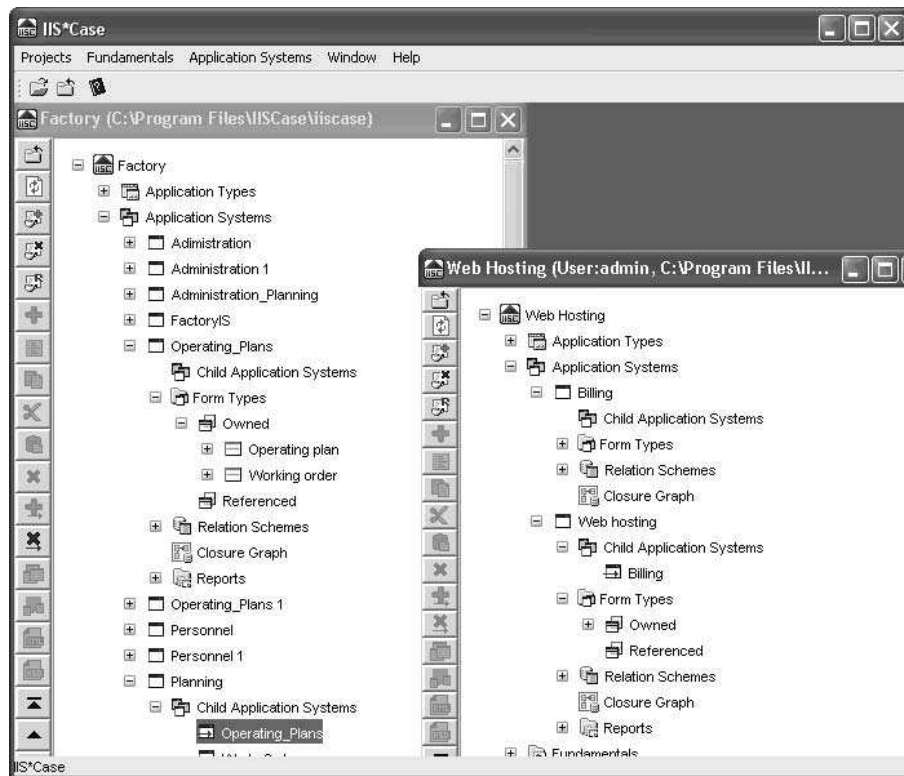 IIS*Case
Projects Fundamentals Application Systems Window Help
Factory (C:\Program Files\IISCase\iiscase)
Factory
Application Types
Application Systems
Adimistration
Administration 1
Administration_Planning
FactoryIS
Operating_Plans
Child Application Systems
Form Types
Owned
Operating plan
Working order
Referenced
Relation Schemes
Closure Graph
Reports
Operating_Plans 1
Personnel
Personnel 1
Planning
Child Application Systems
Operating_Plans
Web Hosting (User:admin, C:\Program Files\II...
Web Hosting
Application Types
Application Systems
Billing
Child Application Systems
Form Types
Relation Schemes
Closure Graph
Web hosting
Child Application Systems
Billing
Form Types
Owned
Referenced
Relation Schemes
Closure Graph
Reports
Fundamentals
IIS*Case